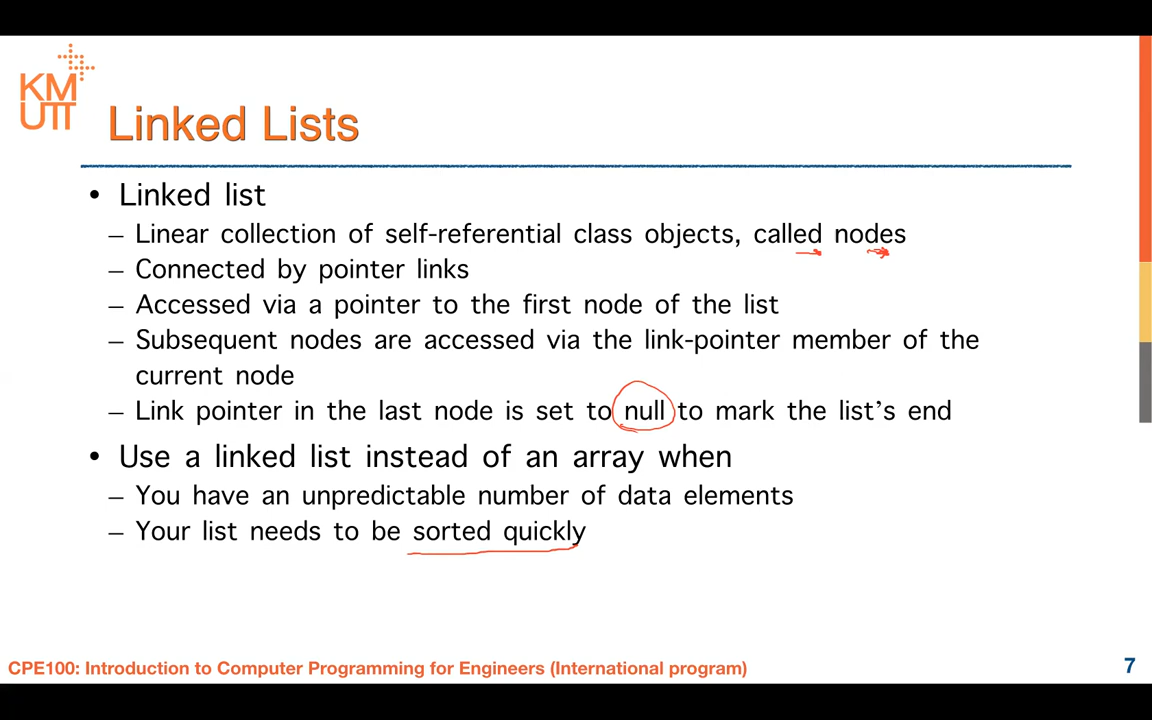 KM
UTT
Linked Lists
• Linked list
– Linear collection of self-referential class objects, called nodes
– Connected by pointer links
– Accessed via a pointer to the first node of the list
– Subsequent nodes are accessed via the link-pointer member of the
current node
– Link pointer in the last node is set to null to mark the list’s end
• Use a linked list instead of an array when
– You have an unpredictable number of data elements
– Your list needs to be sorted quickly
CPE100: Introduction to Computer Programming for Engineers (International program)
7